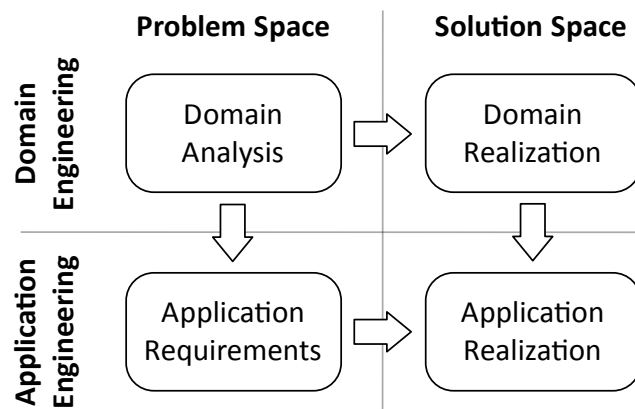 Problem Space
Solution Space
Domain
Engineering
Domain
Analysis
Domain
Realization
Application
Engineering
Application
Requirements
Application
Realization